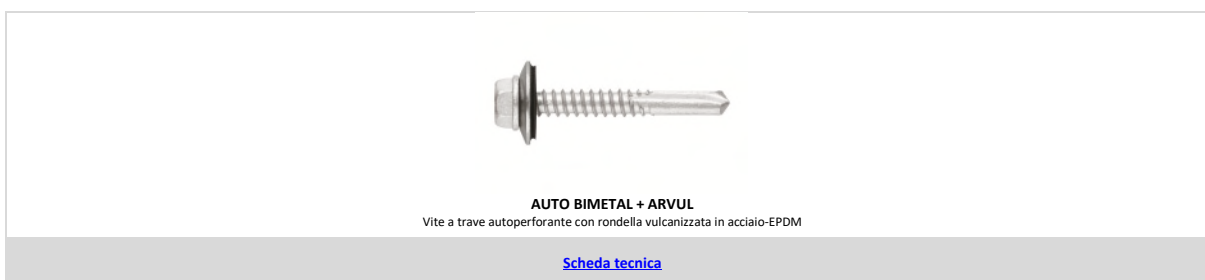 AUTO BIMETAL + ARVUL
Vite a trave autoperforante con rondella vulcanizzata in acciaio-EPDM
Scheda tecnica